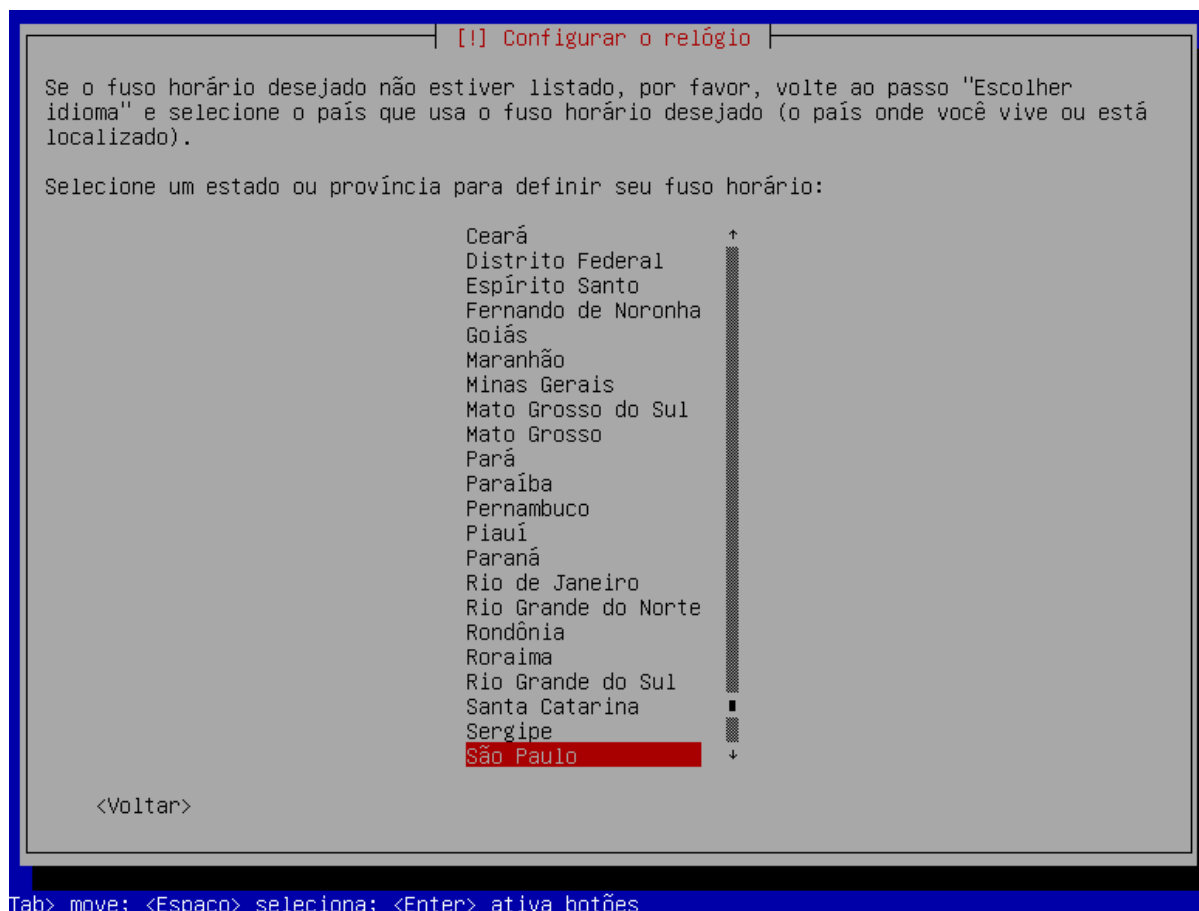 [!] Configurar o relógio
Se o fuso horário desejado não estiver listado, por favor, volte ao passo "Escolher
idioma" e selecione o país que usa o fuso horário desejado (o país onde você vive ou está
localizado).
Selecione um estado ou província para definir seu fuso horário:
Ceará
Distrito Federal
Espírito Santo
Fernando de Noronha
Goiás
Maranhão
Minas Gerais
Mato Grosso do Sul
Mato Grosso
Pará
Paraíba
Pernambuco
Piauí
Paraná
Rio de Janeiro
Rio Grande do Norte
Rondônia
Roraima
Rio Grande do Sul
Santa Catarina
Sergipe
São Paulo
<Voltar>
Tab> move; <Espaço> seleciona; <Enter> ativa botões